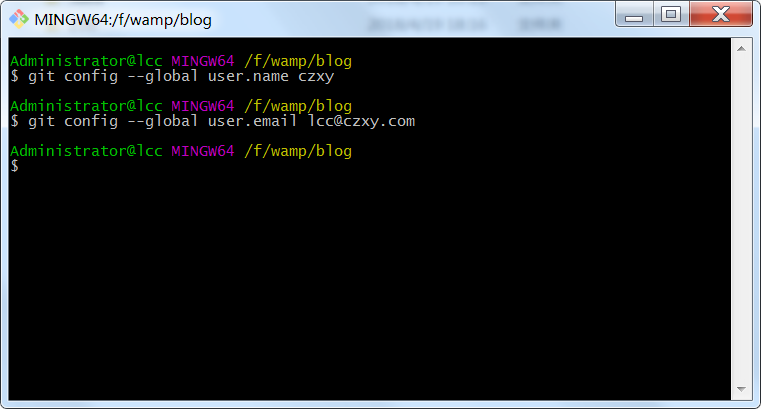 MINGW64:/f/wamp/blog
Administrator@lcc MINGW64 /f/wamp/blog
$ git config --global user.name czxy
Administrator@lcc MINGW64 /f/wamp/blog
$ git config --global user.email lcc@czxy.com
Administrator@lcc MINGW64 /f/wamp/blog
$